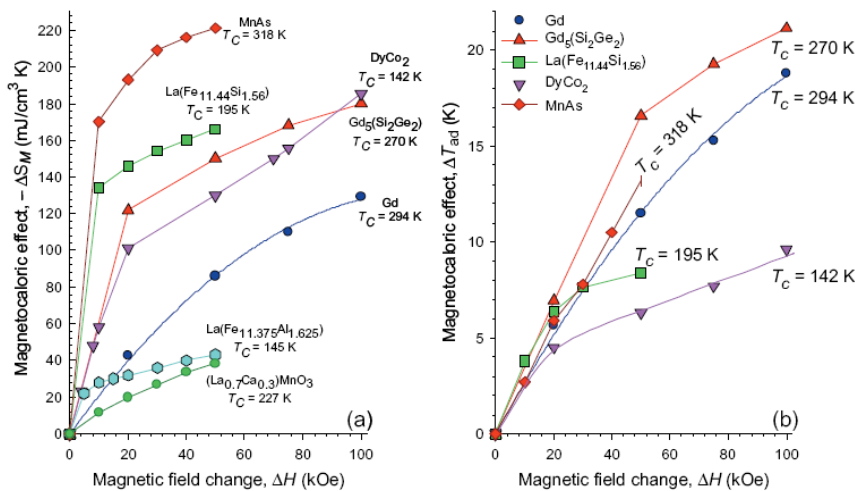 Magnetocaloric effect, – ΔS_M (mJ/cm³ K)
220
200
180
160
140
120
100
80
60
40
20
0
MnAs
T_C = 318 K
La(Fe₁₁.₄₄Si₁.₅₆)
T_C = 195 K
DyCo₂
T_C = 142 K
Gd₅(Si₂Ge₂)
T_C = 270 K
Gd
T_C = 294 K
La(Fe₁₁.₃₇₅Al₁.₆₂₅)
T_C = 145 K
(La₀.₇Ca₀.₃)MnO₃
T_C = 227 K
(a)
0 20 40 60 80 100
Magnetic field change, ΔH (kOe)
Magnetocaloric effect, ΔT_ad (K)
20
15
10
5
0
Gd
Gd₅(Si₂Ge₂)
La(Fe₁₁.₄₄Si₁.₅₆)
DyCo₂
MnAs
T_C = 270 K
T_C = 294 K
T_C = 318 K
T_C = 195 K
T_C = 142 K
(b)
0 20 40 60 80 100
Magnetic field change, ΔH (kOe)